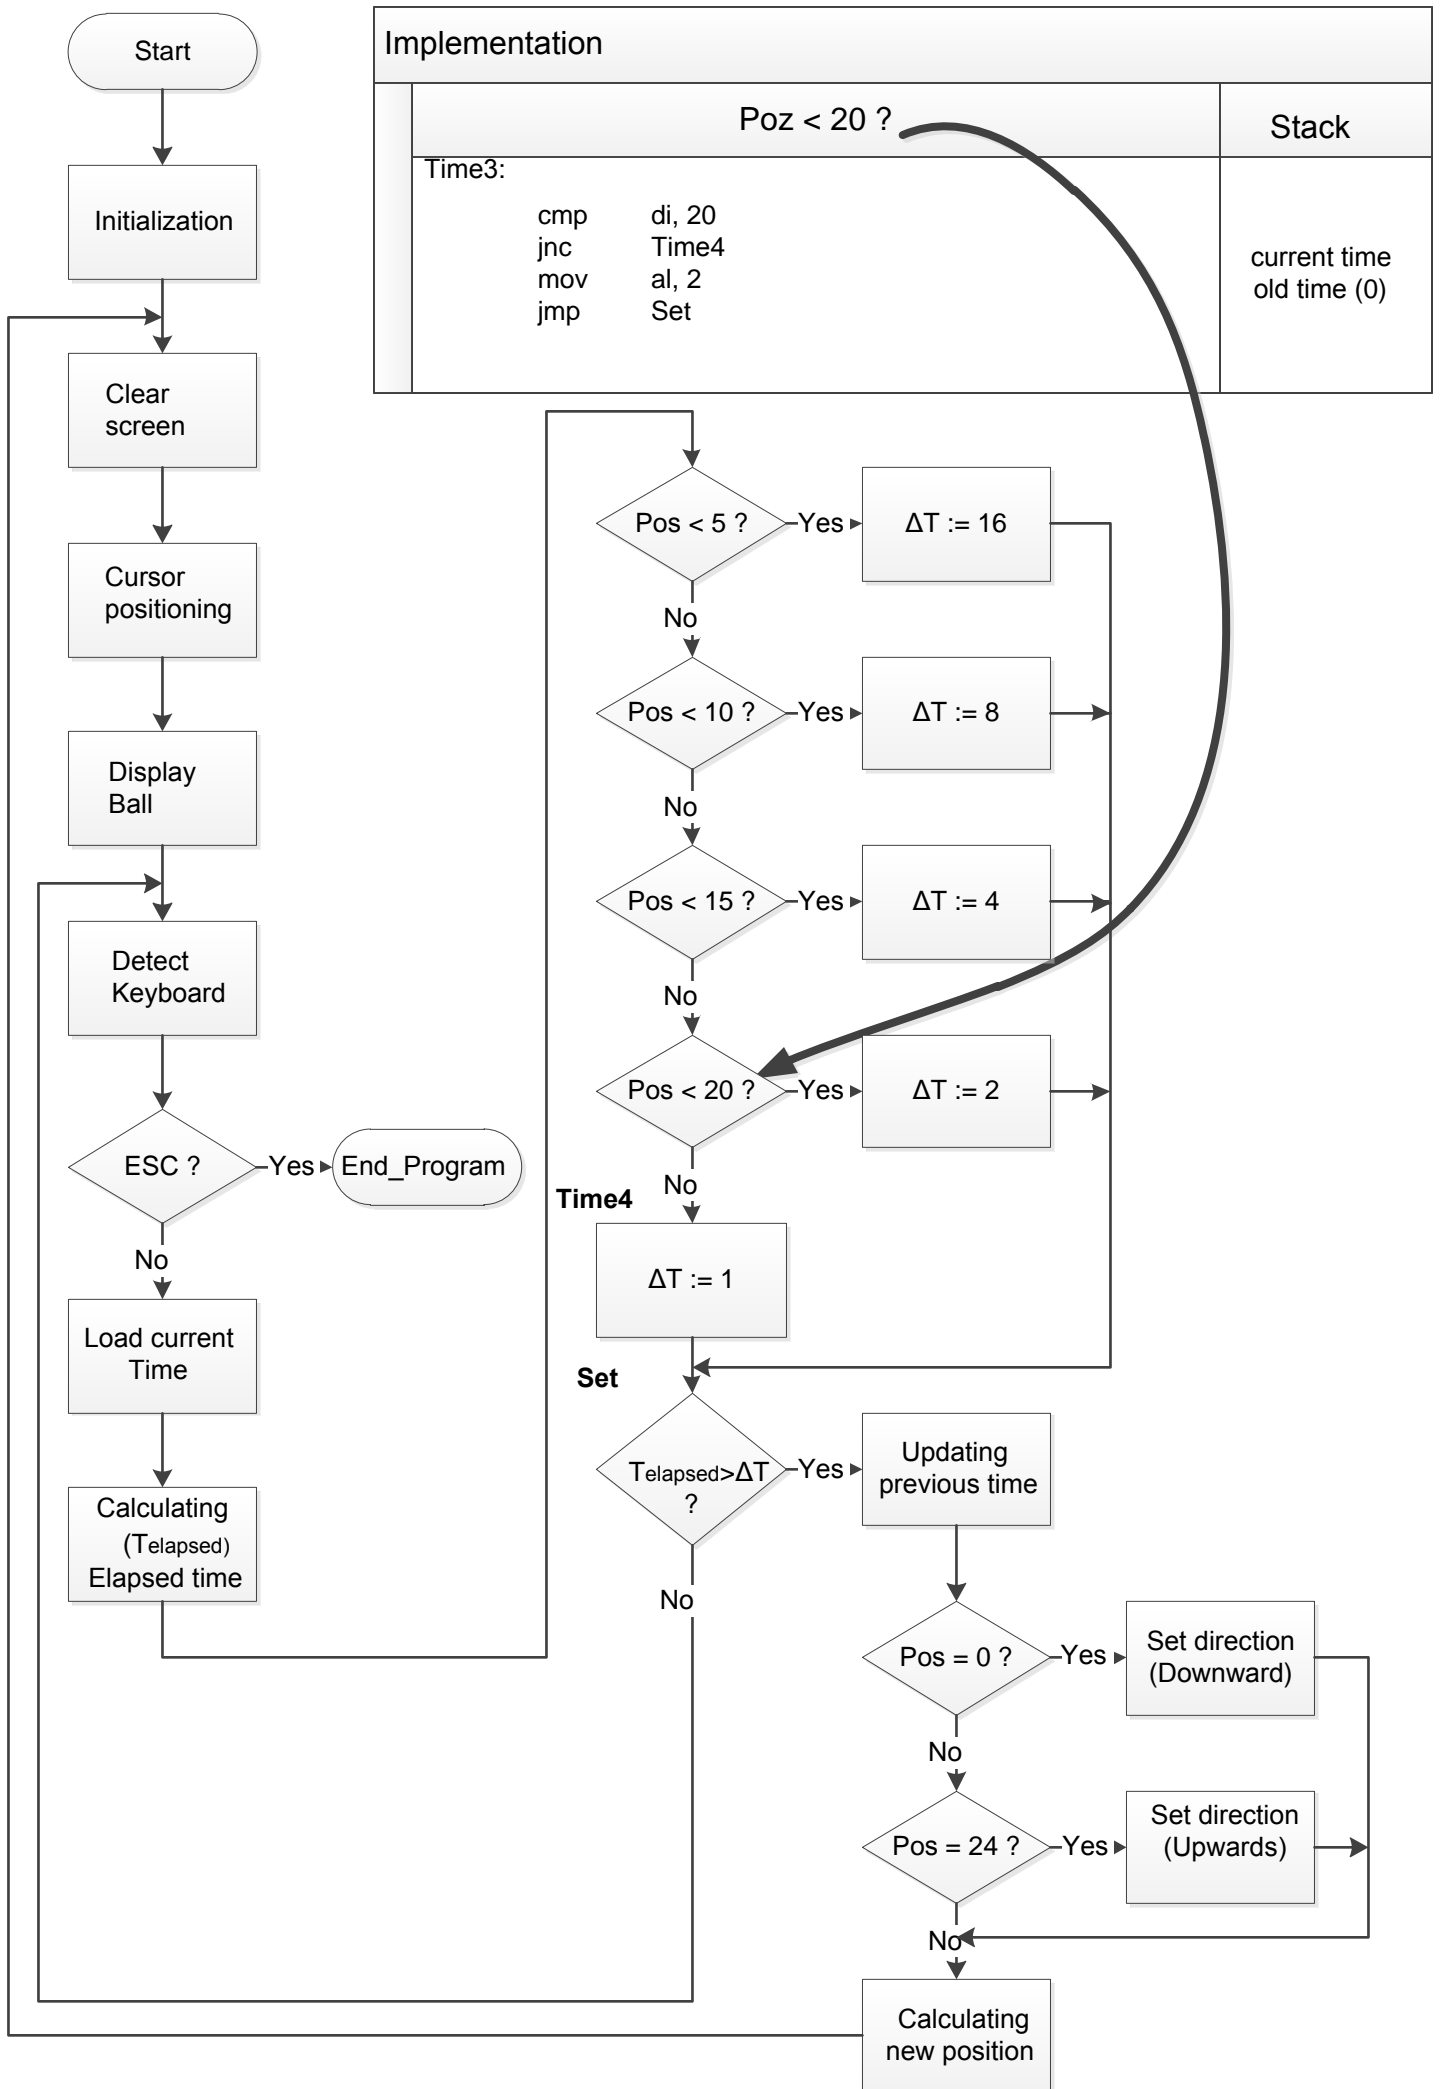 Start
Implementation
Poz < 20 ?
Stack
Time3:
cmp di, 20
jnc Time4
mov al, 2
jmp Set
current time
old time (0)
Initialization
Clear
screen
Cursor
positioning
Display
Ball
Detect
Keyboard
ESC ?
Yes
End_Program
No
Load current
Time
Calculating
(Telapsed)
Elapsed time
Pos < 5 ?
Yes
ΔT := 16
No
Pos < 10 ?
Yes
ΔT := 8
No
Pos < 15 ?
Yes
ΔT := 4
No
Pos < 20 ?
Yes
ΔT := 2
No
Time4
ΔT := 1
Set
Telapsed>ΔT
?
Yes
Updating
previous time
No
Pos = 0 ?
Yes
Set direction
(Downward)
No
Pos = 24 ?
Yes
Set direction
(Upwards)
No
Calculating
new position